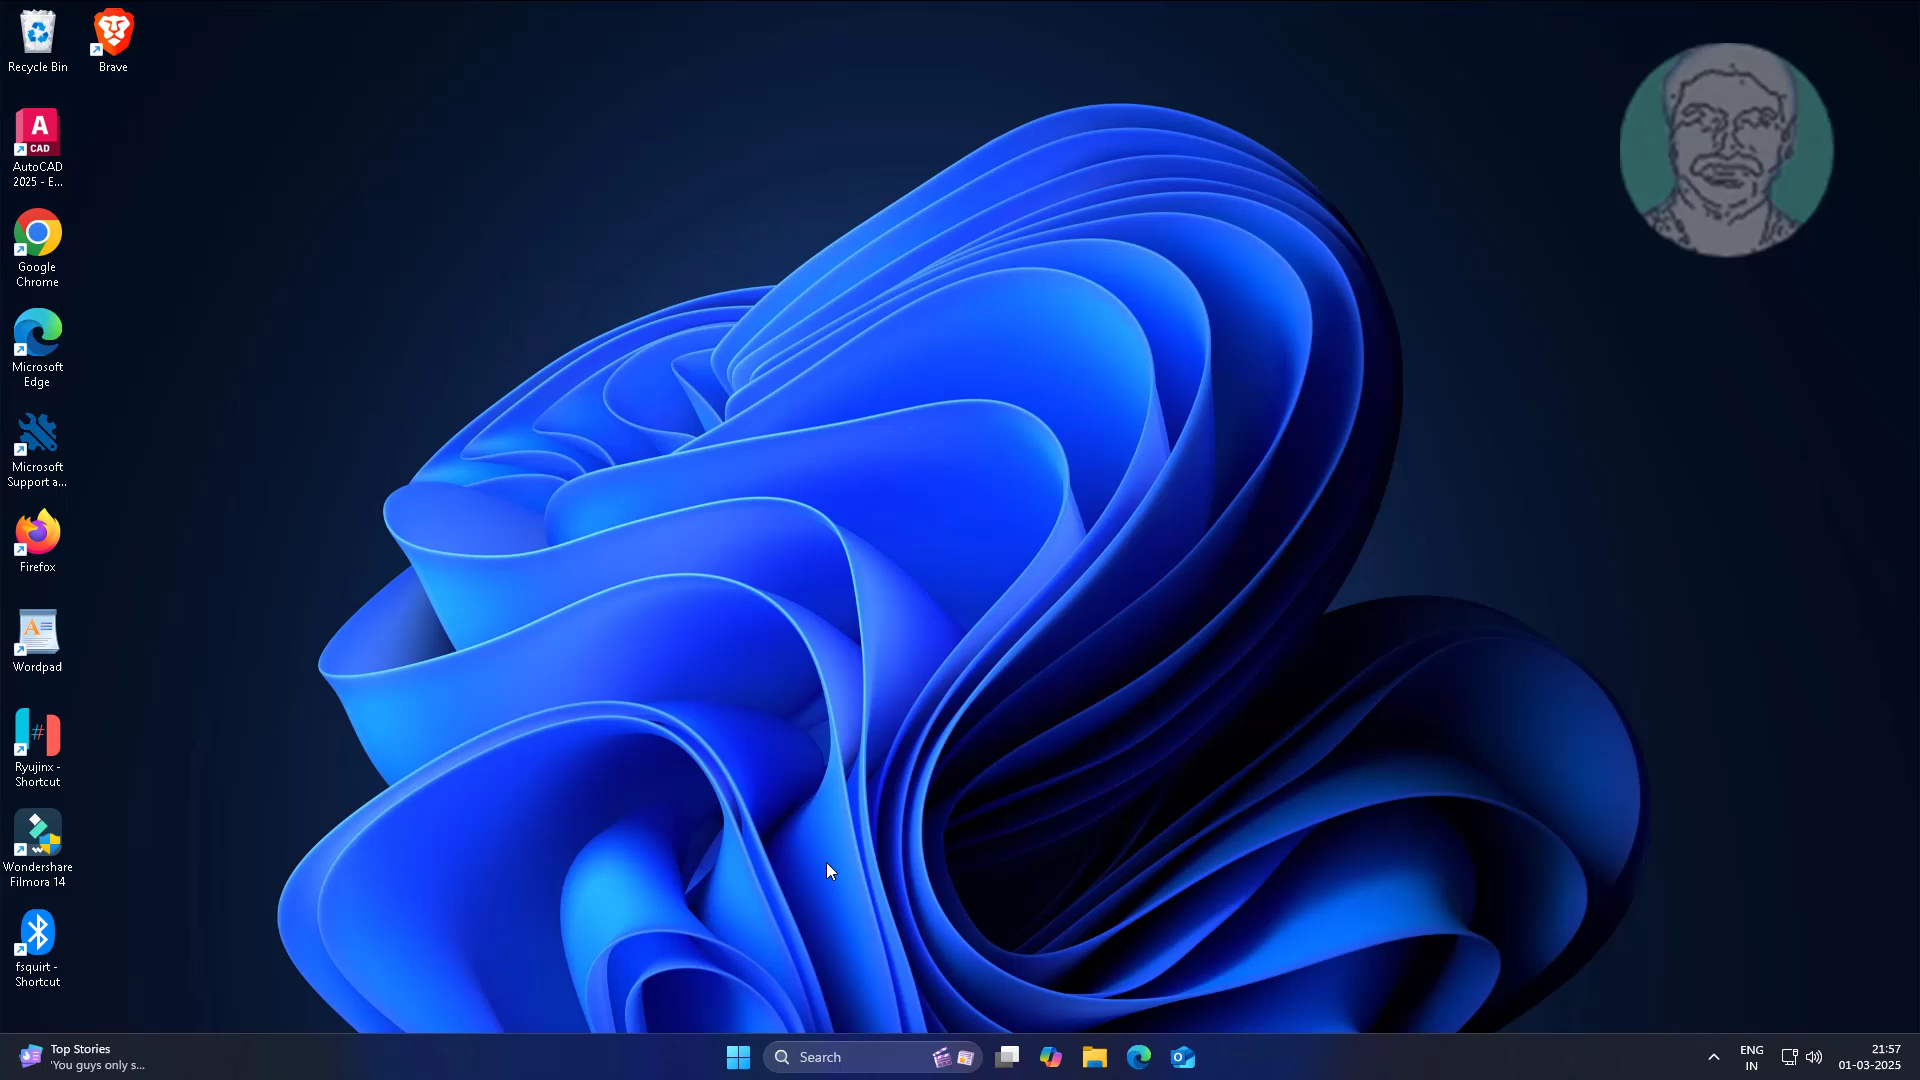 Recycle Bin
Brave
A
CAD
AutoCAD
2025 - E...
Google
Chrome
Microsoft
Edge
Microsoft
Support a...
Firefox
A
Wordpad
#
Ryujinx -
Shortcut
Wondershare
Filmora 14
fsquirt -
Shortcut
Top Stories
'You guys only s...
Search
ENG
IN
21:57
01-03-2025